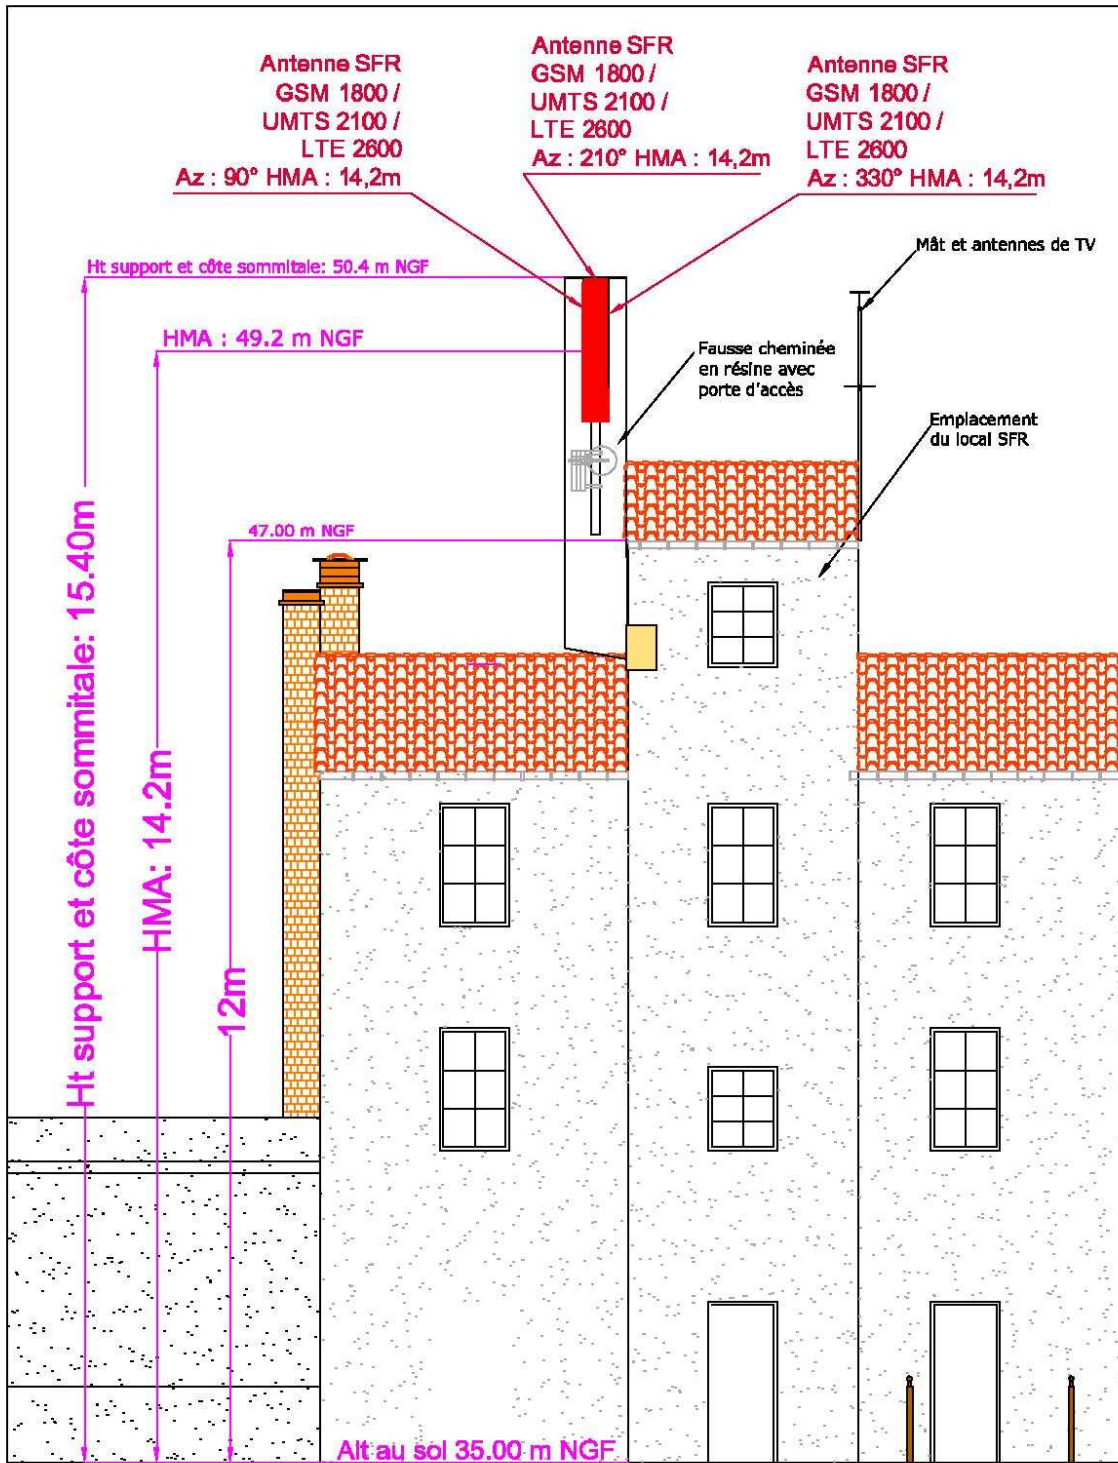 Antenne SFR
GSM 1800 /
UMTS 2100 /
LTE 2600
Az : 90° HMA : 14,2m
Antenne SFR
GSM 1800 /
UMTS 2100 /
LTE 2600
Az : 210° HMA : 14,2m
Antenne SFR
GSM 1800 /
UMTS 2100 /
LTE 2600
Az : 330° HMA : 14,2m
Mât et antennes de TV
Ht support et côte sommitale: 50.4 m NGF
HMA : 49.2 m NGF
Fausse cheminée
en résine avec
porte d'accès
Emplacement
du local SFR
47.00 m NGF
Ht support et côte sommitale: 15.40m
HMA: 14.2m
12m
Alt au sol 35.00 m NGF